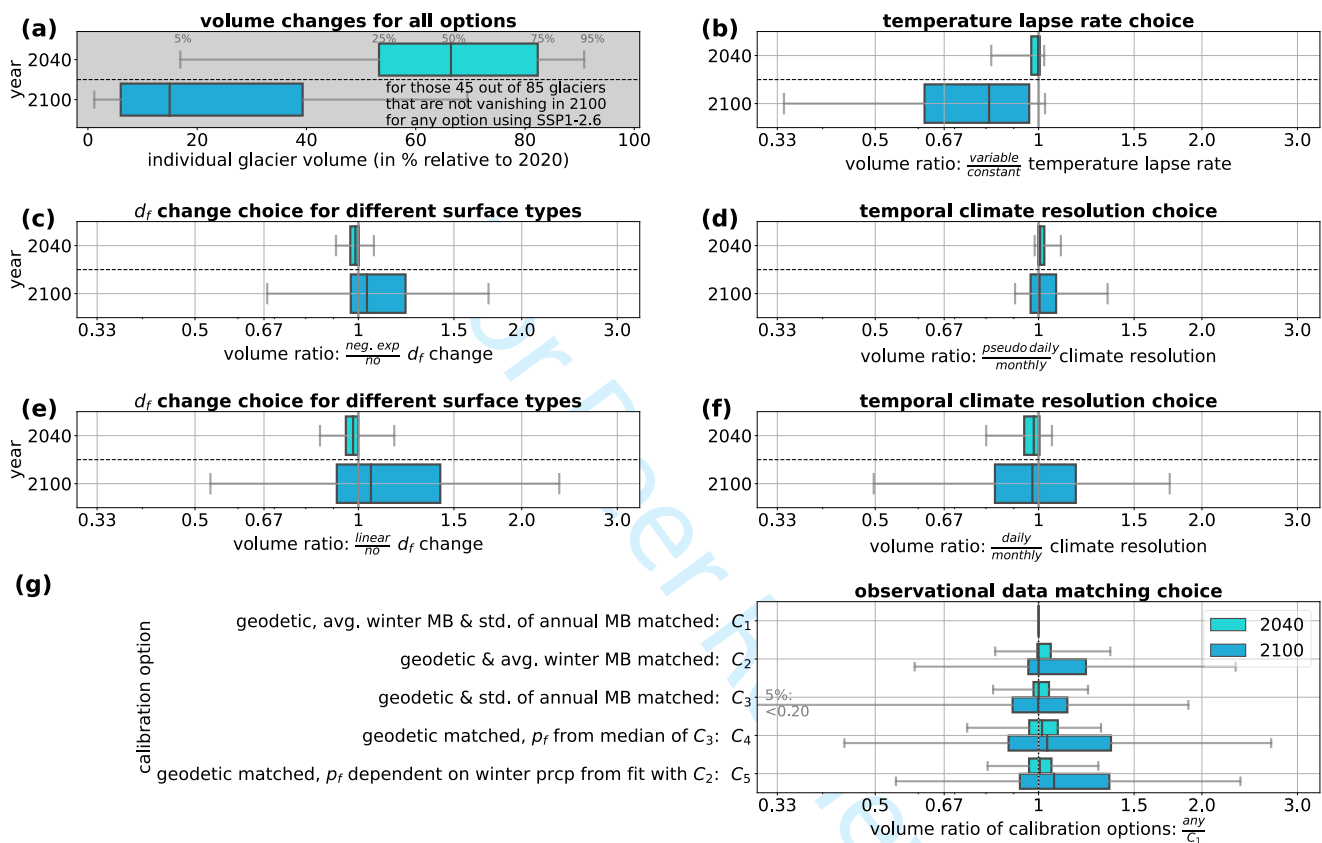 (a) volume changes for all options
5% 25% 50% 75% 95%
year
2040
2100
for those 45 out of 85 glaciers
that are not vanishing in 2100
for any option using SSP1-2.6
0 20 40 60 80 100
individual glacier volume (in % relative to 2020)
(b) temperature lapse rate choice
2040
2100
0.33 0.5 0.67 1 1.5 2.0 3.0
volume ratio: variable/constant temperature lapse rate
(c) d_f change choice for different surface types
year
2040
2100
0.33 0.5 0.67 1 1.5 2.0 3.0
volume ratio: neg. exp/no d_f change
(d) temporal climate resolution choice
2040
2100
0.33 0.5 0.67 1 1.5 2.0 3.0
volume ratio: pseudo daily/monthly climate resolution
(e) d_f change choice for different surface types
year
2040
2100
0.33 0.5 0.67 1 1.5 2.0 3.0
volume ratio: linear/no d_f change
(f) temporal climate resolution choice
2040
2100
0.33 0.5 0.67 1 1.5 2.0 3.0
volume ratio: daily/monthly climate resolution
(g) observational data matching choice
calibration option
geodetic, avg. winter MB & std. of annual MB matched: C_1
geodetic & avg. winter MB matched: C_2
geodetic & std. of annual MB matched: C_3
geodetic matched, p_f from median of C_3: C_4
geodetic matched, p_f dependent on winter prcp from fit with C_2: C_5
2040
2100
5%:
<0.20
0.33 0.5 0.67 1 1.5 2.0 3.0
volume ratio of calibration options: any/C_1